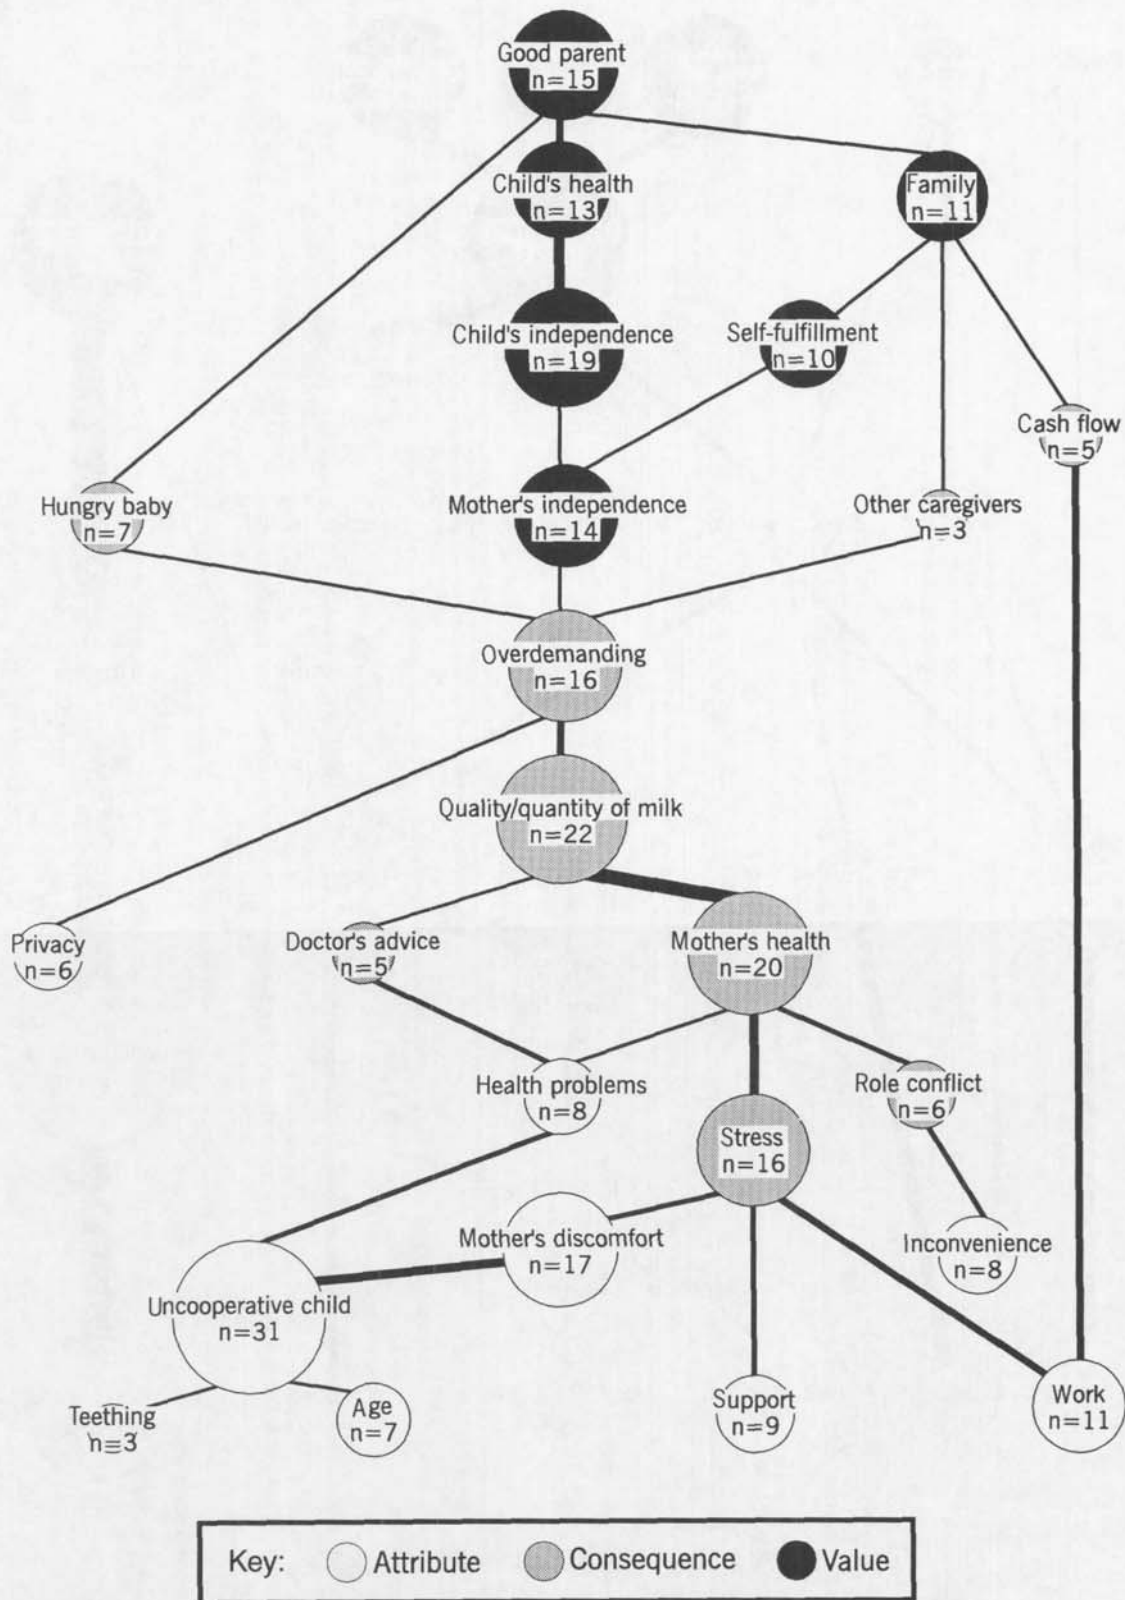 Good parent
n=15
Child's health
n=13
Family
n=11
Child's independence
n=19
Self-fulfillment
n=10
Cash flow
n=5
Hungry baby
n=7
Mother's independence
n=14
Other caregivers
n=3
Overdemanding
n=16
Quality/quantity of milk
n=22
Privacy
n=6
Doctor's advice
n=5
Mother's health
n=20
Health problems
n=8
Role conflict
n=6
Stress
n=16
Mother's discomfort
n=17
Inconvenience
n=8
Uncooperative child
n=31
Teething
n=3
Age
n=7
Support
n=9
Work
n=11
Key: Attribute Consequence Value